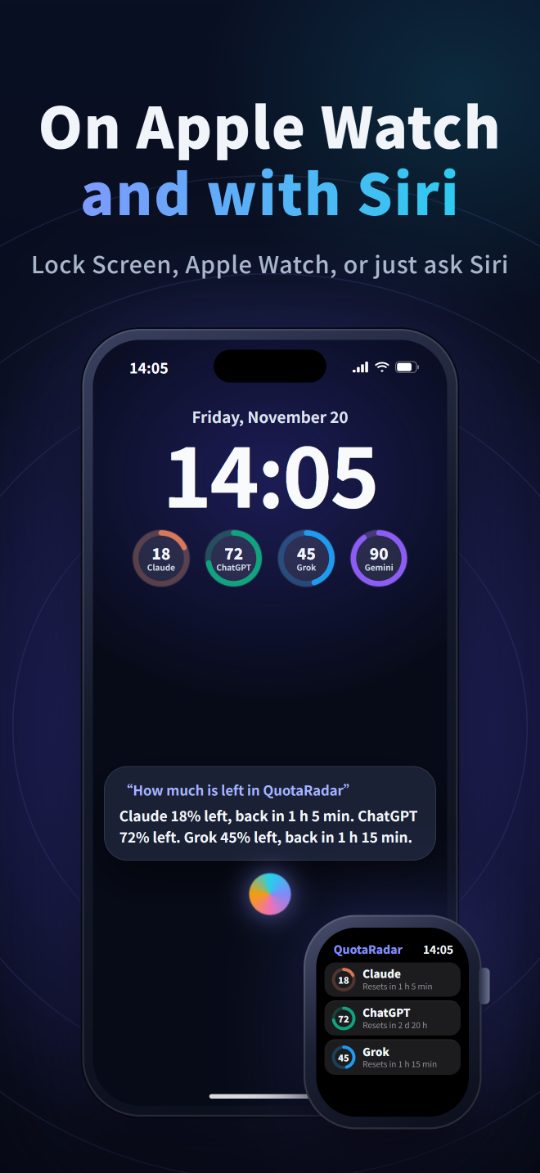 On Apple Watch
and with Siri
Lock Screen, Apple Watch, or just ask Siri
14:05
Friday, November 20
14:05
18
Claude
72
ChatGPT
45
Grok
90
Gemini
“How much is left in QuotaRadar”
Claude 18% left, back in 1 h 5 min. ChatGPT
72% left. Grok 45% left, back in 1 h 15 min.
QuotaRadar 14:05
18 Claude
Resets in 1 h 5 min
72 ChatGPT
Resets in 2 d 20 h
45 Grok
Resets in 1 h 15 min